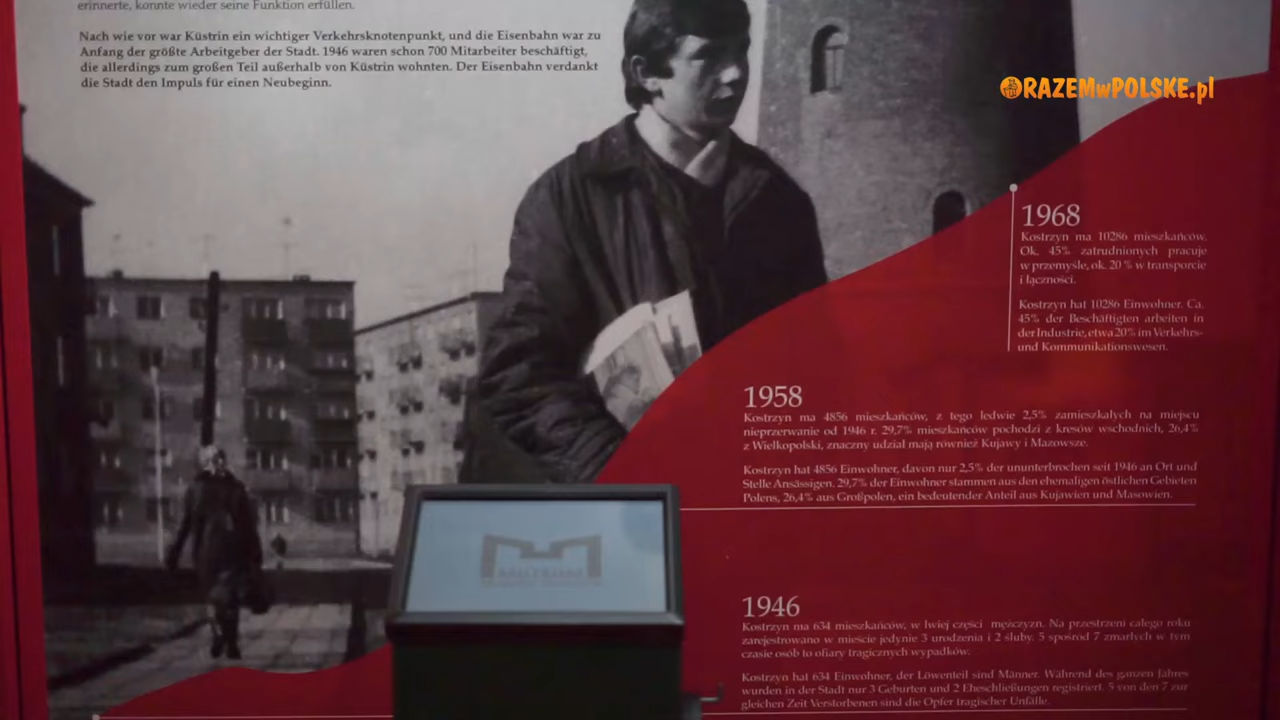 erinnerte, konnte wieder seine Funktion erfüllen.
Nach wie vor war Küstrin ein wichtiger Verkehrsknotenpunkt, und die Eisenbahn war zu
Anfang der größte Arbeitgeber der Stadt. 1946 waren schon 700 Mitarbeiter beschäftigt,
die allerdings zum großen Teil außerhalb von Küstrin wohnten. Der Eisenbahn verdankt
die Stadt den Impuls für einen Neubeginn.
RAZEMwPOLSKE.pl
1968
Kostrzyn ma 10286 mieszkańców.
Ok. 45% zatrudnionych pracuje
w przemyśle, ok. 20 % w transporcie
i łączności.
Kostrzyn hat 10286 Einwohner. Ca.
45% der Beschäftigten arbeiten in
der Industrie, etwa 20% im Verkehrs-
und Kommunikationswesen.
1958
Kostrzyn ma 4856 mieszkańców, z tego ledwie 2,5% zamieszkałych na miejscu
nieprzerwanie od 1946 r. 29,7% mieszkańców pochodzi z kresów wschodnich, 26,4%
z Wielkopolski, znaczny udział mają również Kujawy i Mazowsze.
Kostrzyn hat 4856 Einwohner, davon nur 2,5% der ununterbrochen seit 1946 an Ort und
Stelle Ansässigen. 29,7% der Einwohner stammen aus den ehemaligen östlichen Gebieten
Polens, 26,4% aus Großpolen, ein bedeutender Anteil aus Kujawien und Masowien.
1946
Kostrzyn ma 634 mieszkańców, w lwiej części mężczyzn. Na przestrzeni całego roku
zarejestrowano w mieście jedynie 3 urodzenia i 2 śluby. 5 spośród 7 zmarłych w tym
czasie osób to ofiary tragicznych wypadków.
Kostrzyn hat 634 Einwohner, der Löwenteil sind Männer. Während des ganzen Jahres
wurden in der Stadt nur 3 Geburten und 2 Eheschließungen registriert. 5 von den 7 zur
gleichen Zeit Verstorbenen sind die Opfer tragischer Unfälle.